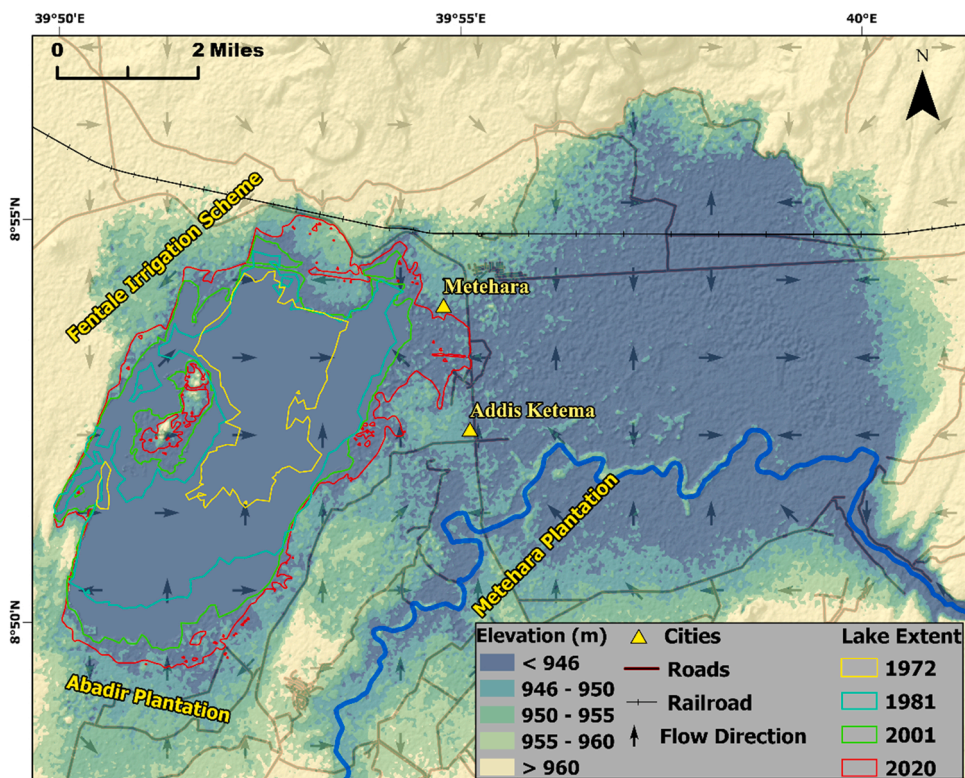 39°50'E
39°55'E
40°E
0
2 Miles
N
8°55'N
Fentale Irrigation Scheme
Metehara
Addis Ketema
Metehara Plantation
8°50'N
Abadir Plantation
Elevation (m)
< 946
946 - 950
950 - 955
955 - 960
> 960
Cities
Roads
Railroad
Flow Direction
Lake Extent
1972
1981
2001
2020